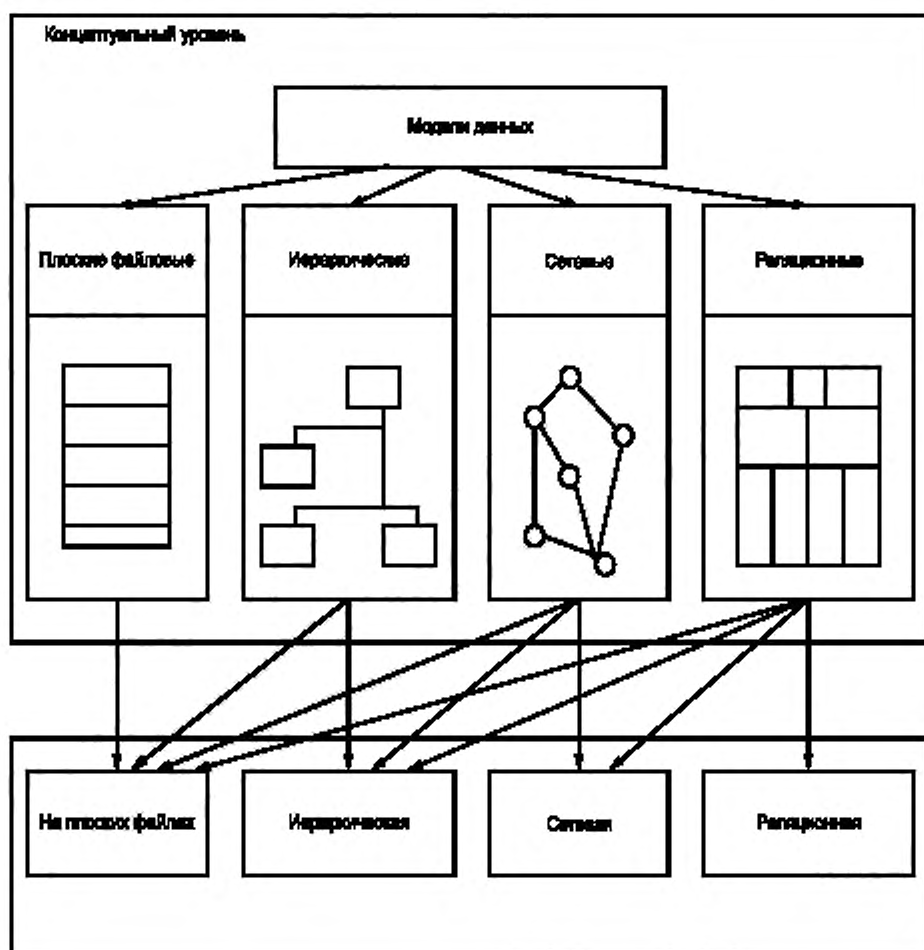 Концептуальный уровень
Модели данных
Плоские файловые
Иерархические
Сетевые
Реляционные
На плоских файлах
Иерархическая
Сетевая
Реляционная